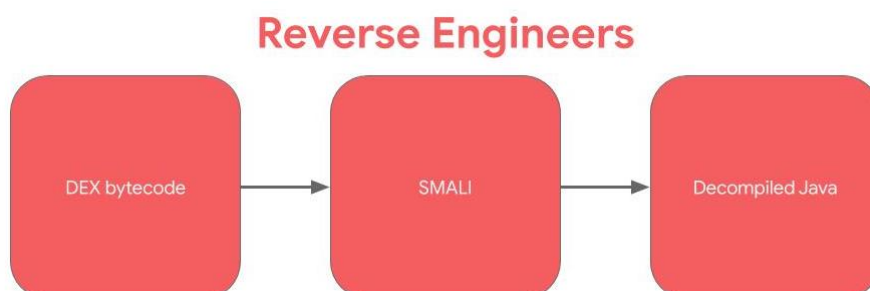 Reverse Engineers
DEX bytecode
SMALI
Decompiled Java